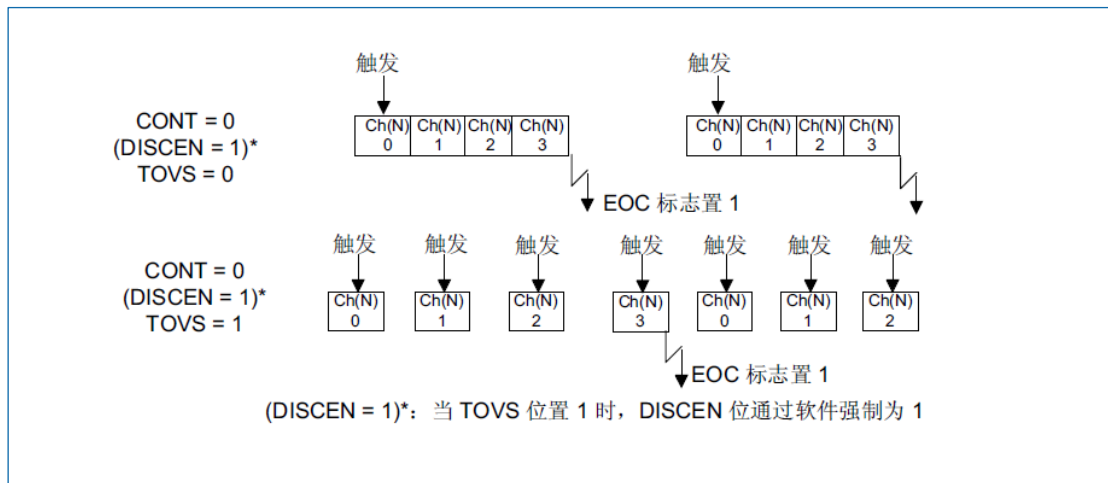 触发 触发
CONT = 0
(DISCEN = 1)*
TOVS = 0
Ch(N) Ch(N) Ch(N) Ch(N) Ch(N) Ch(N) Ch(N) Ch(N)
0 1 2 3 0 1 2 3
EOC 标志置 1
触发 触发 触发 触发 触发 触发 触发
CONT = 0
(DISCEN = 1)*
TOVS = 1
Ch(N) Ch(N) Ch(N) Ch(N) Ch(N) Ch(N) Ch(N)
0 1 2 3 0 1 2
EOC 标志置 1
(DISCEN = 1)*: 当 TOVS 位置 1 时，DISCEN 位通过软件强制为 1